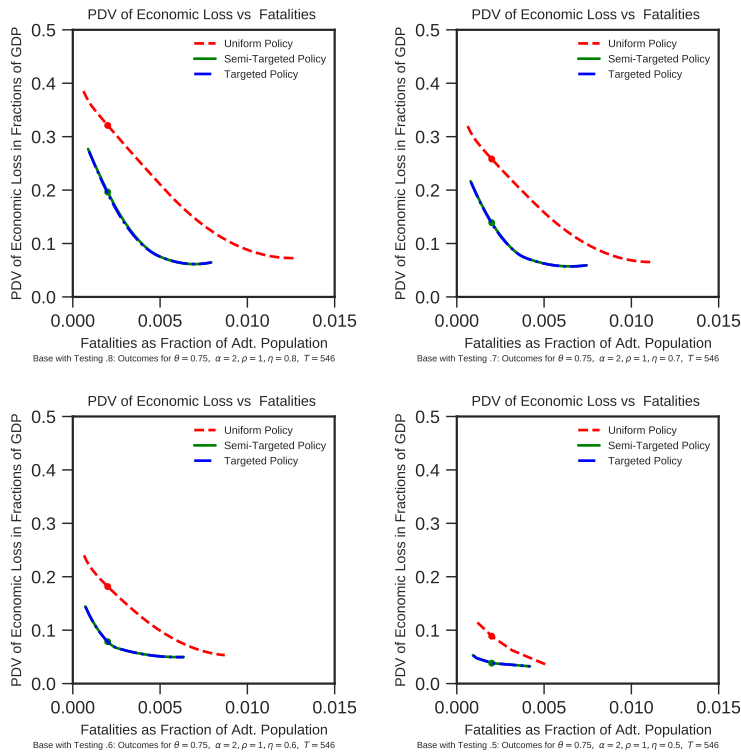 PDV of Economic Loss vs  Fatalities
PDV of Economic Loss in Fractions of GDP
0.5
0.4
0.3
0.2
0.1
0.0
Uniform Policy
Semi-Targeted Policy
Targeted Policy
0.000 0.005 0.010 0.015
Fatalities as Fraction of Adt. Population
Base with Testing .8: Outcomes for θ = 0.75, α = 2, ρ = 1, η = 0.8, T = 546
PDV of Economic Loss vs  Fatalities
PDV of Economic Loss in Fractions of GDP
0.5
0.4
0.3
0.2
0.1
0.0
Uniform Policy
Semi-Targeted Policy
Targeted Policy
0.000 0.005 0.010 0.015
Fatalities as Fraction of Adt. Population
Base with Testing .7: Outcomes for θ = 0.75, α = 2, ρ = 1, η = 0.7, T = 546
PDV of Economic Loss vs  Fatalities
PDV of Economic Loss in Fractions of GDP
0.5
0.4
0.3
0.2
0.1
0.0
Uniform Policy
Semi-Targeted Policy
Targeted Policy
0.000 0.005 0.010 0.015
Fatalities as Fraction of Adt. Population
Base with Testing .6: Outcomes for θ = 0.75, α = 2, ρ = 1, η = 0.6, T = 546
PDV of Economic Loss vs  Fatalities
PDV of Economic Loss in Fractions of GDP
0.5
0.4
0.3
0.2
0.1
0.0
Uniform Policy
Semi-Targeted Policy
Targeted Policy
0.000 0.005 0.010 0.015
Fatalities as Fraction of Adt. Population
Base with Testing .5: Outcomes for θ = 0.75, α = 2, ρ = 1, η = 0.5, T = 546